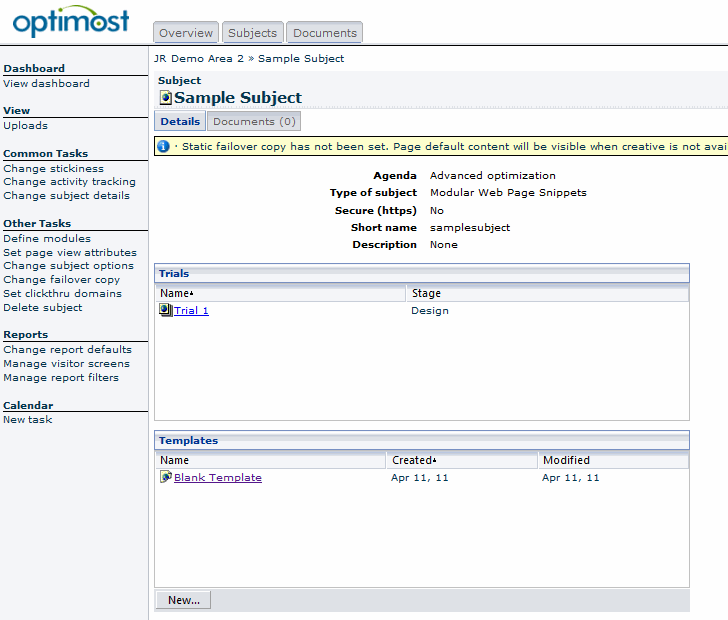 optimost
Overview Subjects Documents
JR Demo Area 2 » Sample Subject
Dashboard
View dashboard
View
Uploads
Common Tasks
Change stickiness
Change activity tracking
Change subject details
Other Tasks
Define modules
Set page view attributes
Change subject options
Change failover copy
Set clickthru domains
Delete subject
Reports
Change report defaults
Manage visitor screens
Manage report filters
Calendar
New task
Subject
Sample Subject
Details Documents (0)
· Static failover copy has not been set. Page default content will be visible when creative is not avai
Agenda Advanced optimization
Type of subject Modular Web Page Snippets
Secure (https) No
Short name samplesubject
Description None
Trials
Name Stage
Trial 1 Design
Templates
Name Created Modified
Blank Template Apr 11, 11 Apr 11, 11
New...